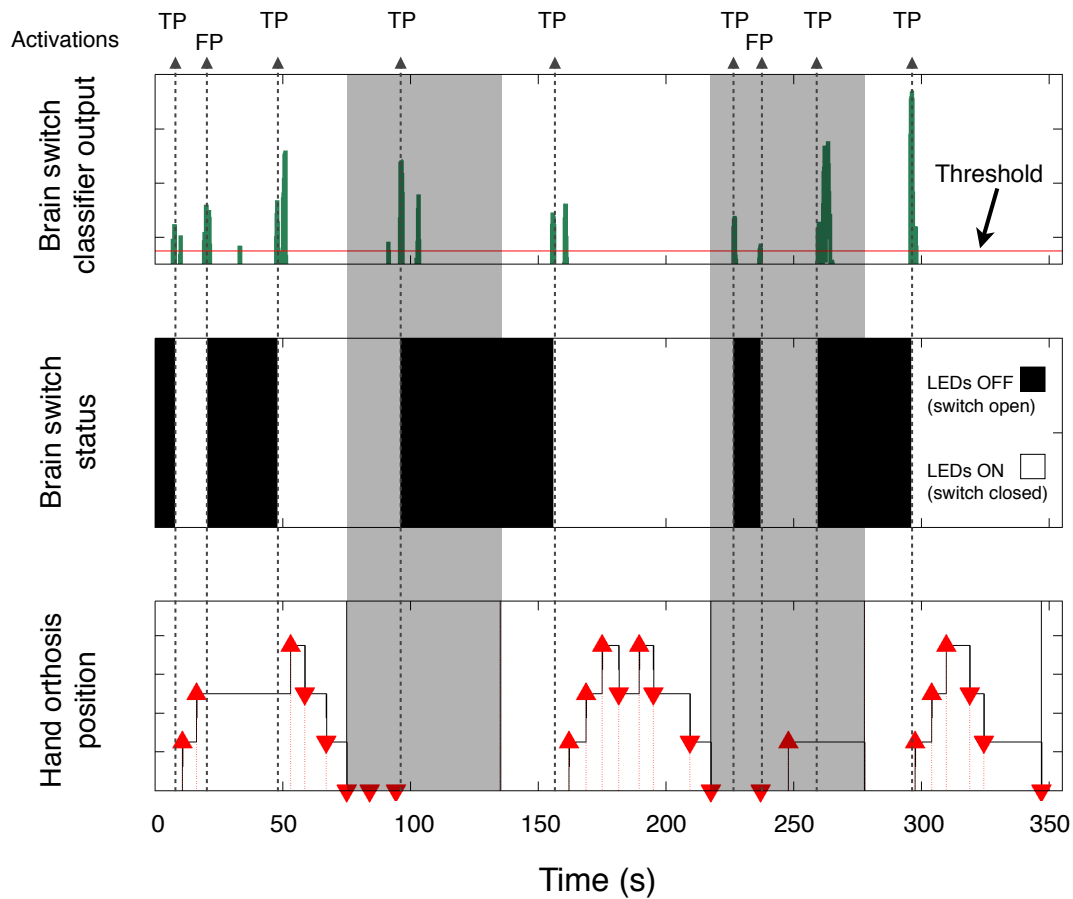 TP TP TP TP TP TP TP
Activations FP FP
Brain switch
classifier output
Threshold
Brain switch
status
LEDs OFF
(switch open)
LEDs ON
(switch closed)
Hand orthosis
position
0 50 100 150 200 250 300 350
Time (s)